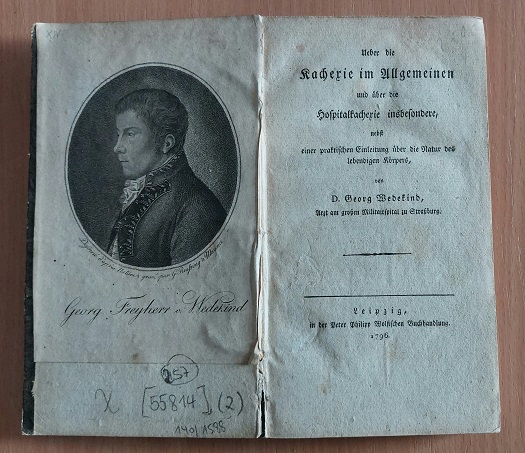 Georg Freyherr v. Wedekind
257
X [55814] (2)
140/1598
Ueber die
Kachexie im Allgemeinen
und über die
Hospitalkachexie insbesondere,
nebst
einer praktischen Einleitung über die Natur des
lebendigen Körpers,
von
D. Georg Wedekind,
Arzt am großen Militairspital zu Straßburg.
Leipzig,
in der Peter Philipp Wolfischen Buchhandlung.
1796.